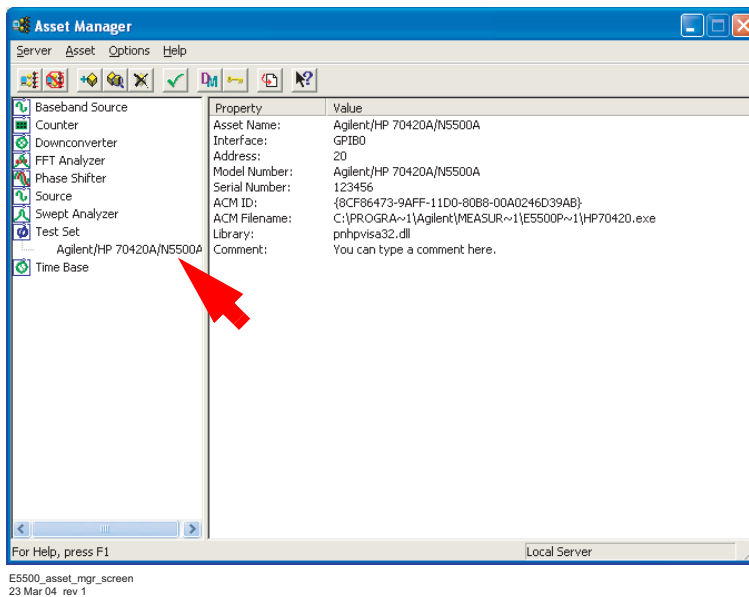 Asset Manager
Server Asset Options Help
Baseband Source
Counter
Downconverter
FFT Analyzer
Phase Shifter
Source
Swept Analyzer
Test Set
Agilent/HP 70420A/N5500A
Time Base
Property Value
Asset Name: Agilent/HP 70420A/N5500A
Interface: GPIB0
Address: 20
Model Number: Agilent/HP 70420A/N5500A
Serial Number: 123456
ACM ID: {8CF86473-9AFF-11D0-80B8-00A0246D39AB}
ACM Filename: C:\PROGRA~1\Agilent\MEASUR~1\E5500P~1\HP70420.exe
Library: pnhpvisa32.dll
Comment: You can type a comment here.
For Help, press F1 Local Server
E5500_asset_mgr_screen
23 Mar 04 rev 1